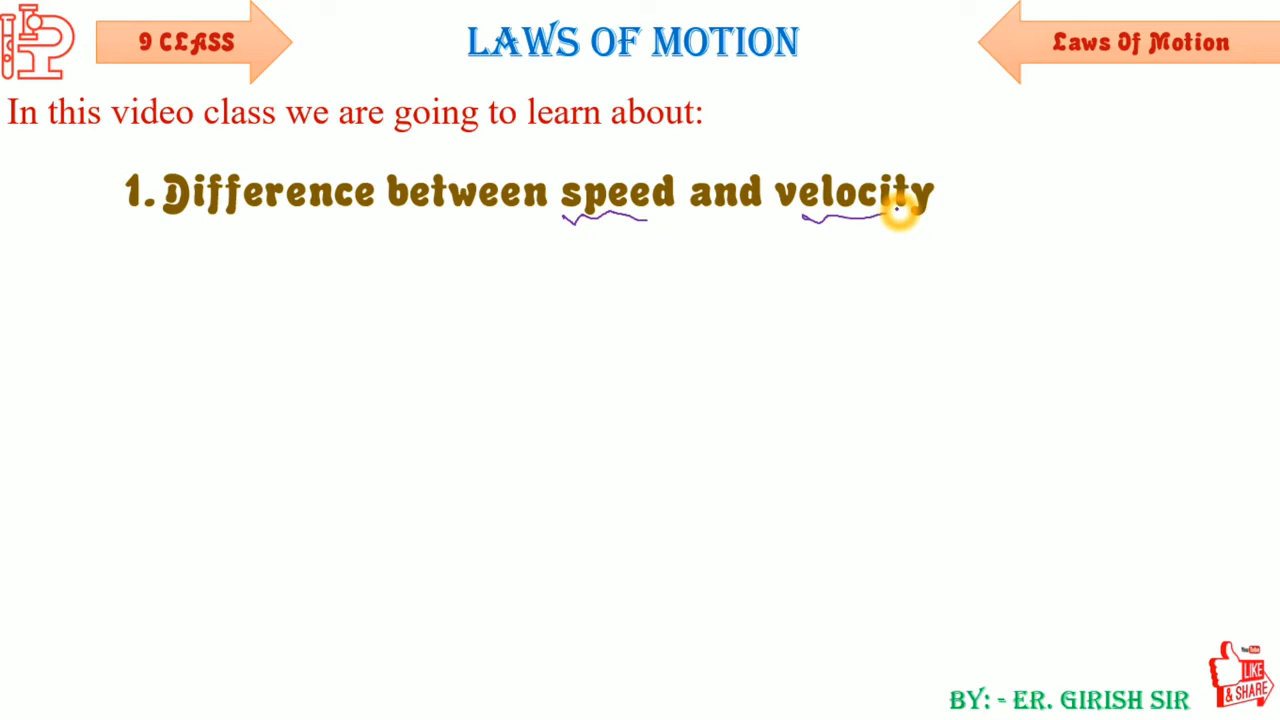 9 CLASS
LAWS OF MOTION
Laws Of Motion
In this video class we are going to learn about:
1. Difference between speed and velocity
YouTube
LIKE
& SHARE
BY: - ER. GIRISH SIR